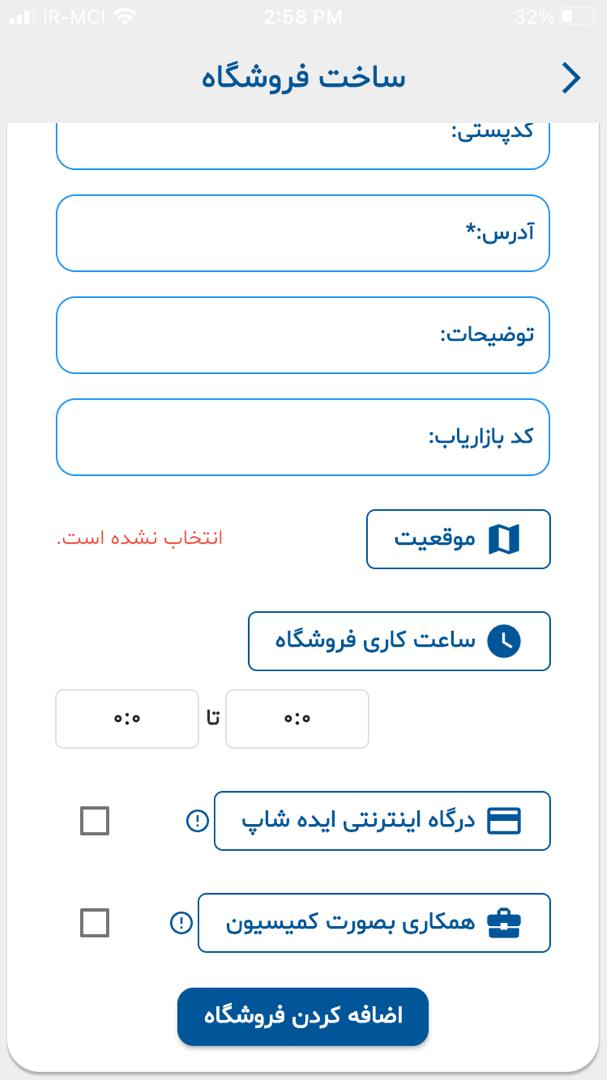 IR-MCI 2:58 PM 32%
ساخت فروشگاه
کدپستی:
آدرس:*
توضیحات:
کد بازاریاب:
موقعیت انتخاب نشده است.
ساعت کاری فروشگاه
۰:۰ تا ۰:۰
درگاه اینترنتی ایده شاپ
همکاری بصورت کمیسیون
اضافه کردن فروشگاه